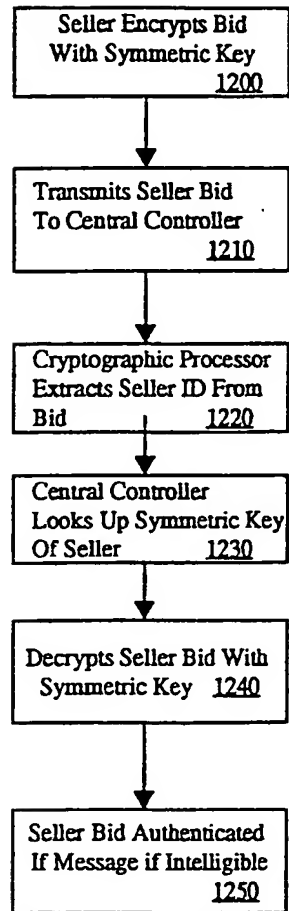 Seller Encrypts Bid
With Symmetric Key
1200
Transmits Seller Bid
To Central Controller
1210
Cryptographic Processor
Extracts Seller ID From
Bid 1220
Central Controller
Looks Up Symmetric Key
Of Seller 1230
Decrypts Seller Bid With
Symmetric Key 1240
Seller Bid Authenticated
If Message if Intelligible
1250